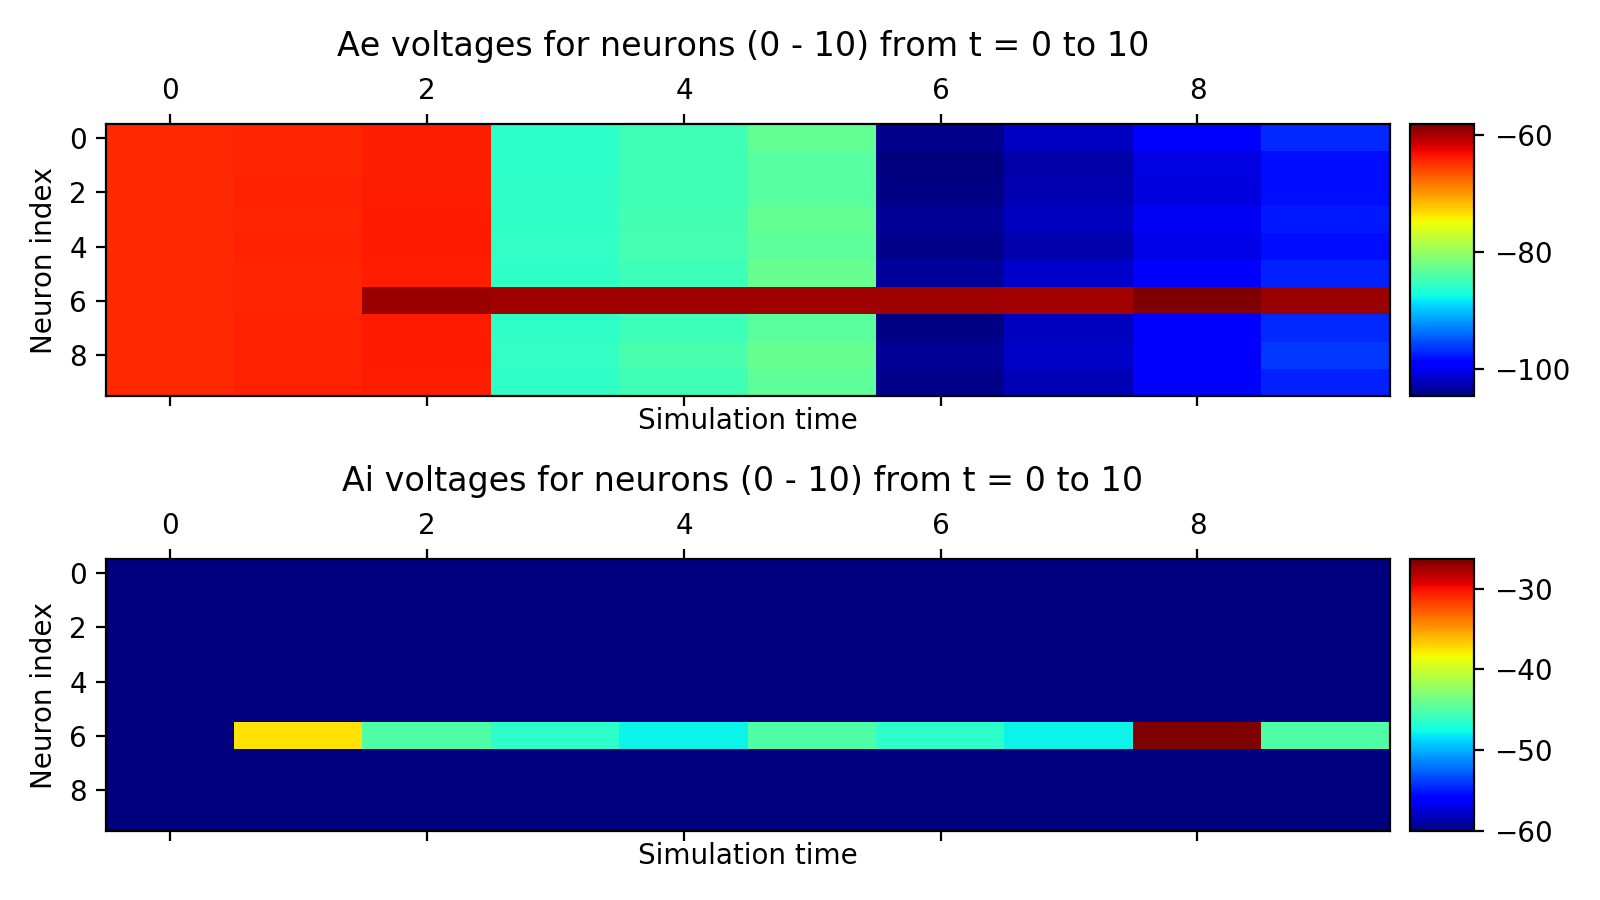 Ae voltages for neurons (0 - 10) from t = 0 to 10
0 2 4 6 8
Neuron index
0
2
4
6
8
Simulation time
−60
−80
−100
Ai voltages for neurons (0 - 10) from t = 0 to 10
0 2 4 6 8
Neuron index
0
2
4
6
8
Simulation time
−30
−40
−50
−60